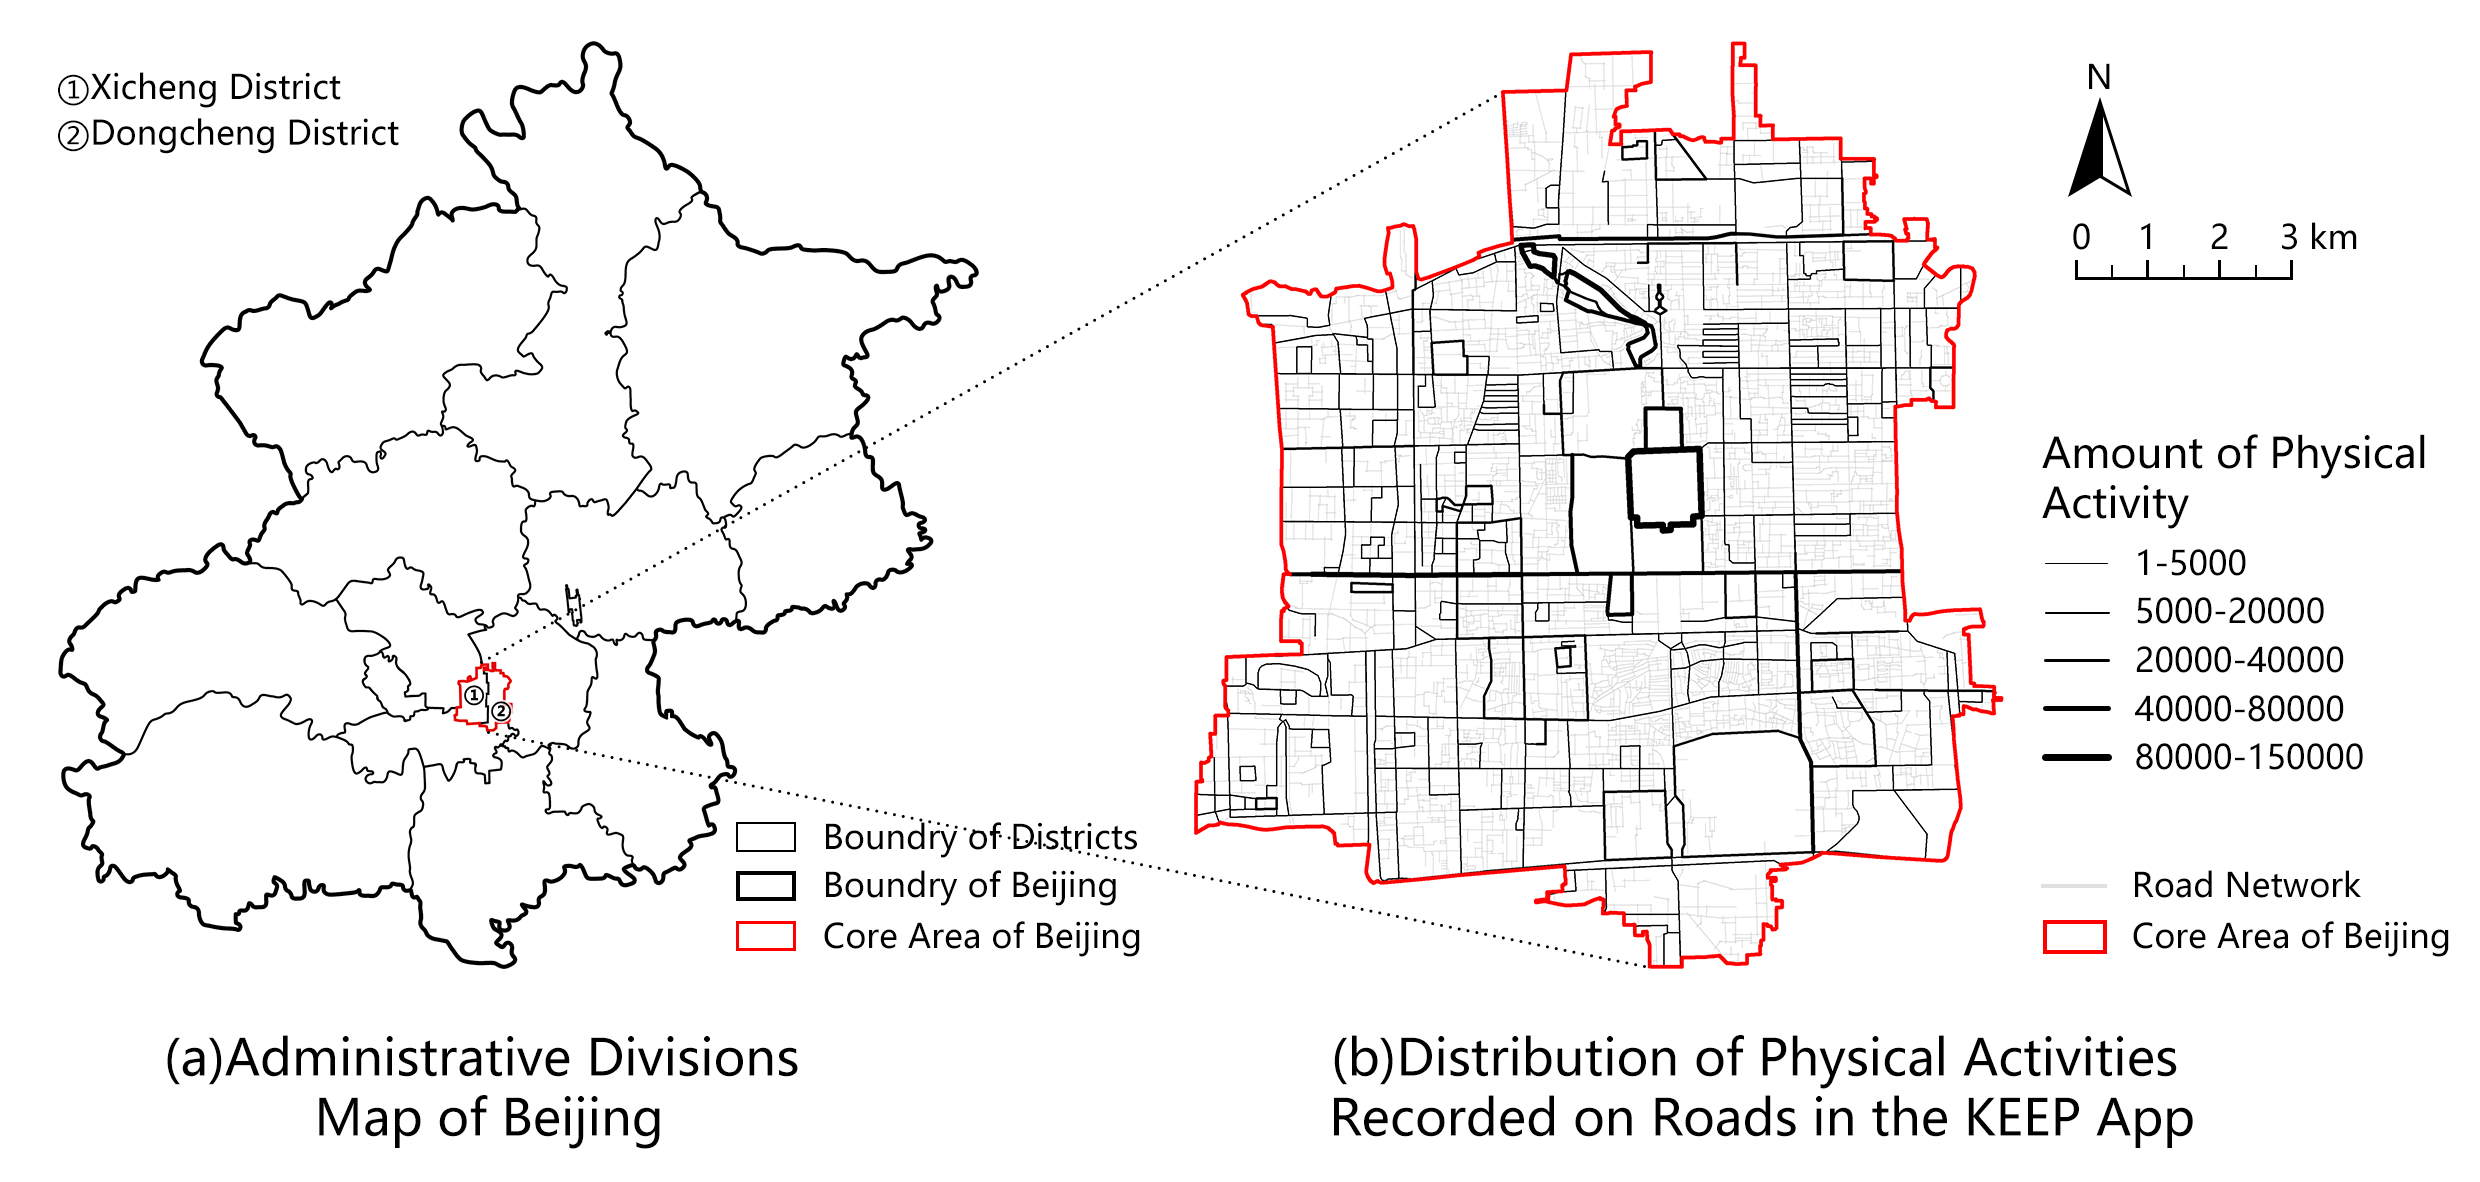 ①Xicheng District
②Dongcheng District
① 
②
Boundry of Districts
Boundry of Beijing
Core Area of Beijing
(a)Administrative Divisions
Map of Beijing
N
0 1 2 3 km
Amount of Physical
Activity
1-5000
5000-20000
20000-40000
40000-80000
80000-150000
Road Network
Core Area of Beijing
(b)Distribution of Physical Activities
Recorded on Roads in the KEEP App